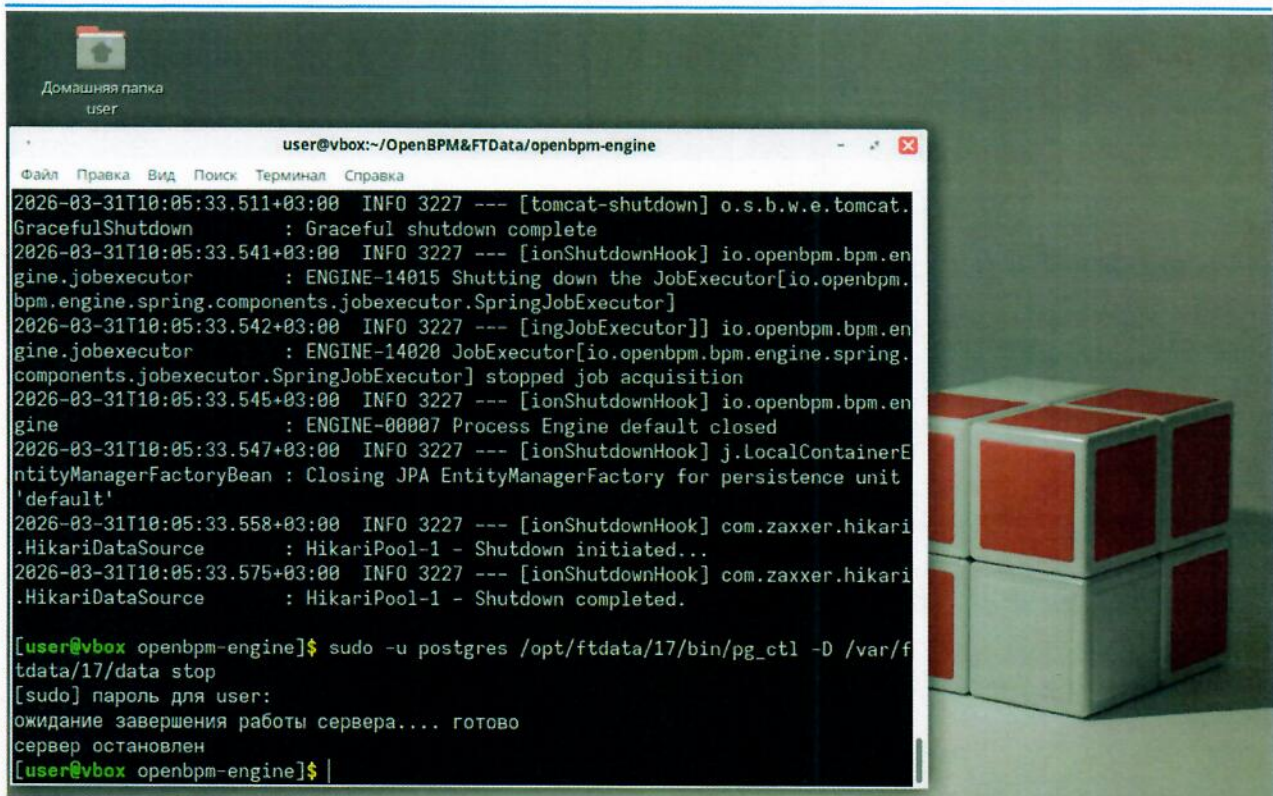 Домашняя папка
user
user@vbox:~/OpenBPM&FTData/openbpm-engine
Файл Правка Вид Поиск Терминал Справка
2026-03-31T10:05:33.511+03:00  INFO 3227 --- [tomcat-shutdown] o.s.b.w.e.tomcat.
GracefulShutdown         : Graceful shutdown complete
2026-03-31T10:05:33.541+03:00  INFO 3227 --- [ionShutdownHook] io.openbpm.bpm.en
gine.jobexecutor         : ENGINE-14015 Shutting down the JobExecutor[io.openbpm.
bpm.engine.spring.components.jobexecutor.SpringJobExecutor]
2026-03-31T10:05:33.542+03:00  INFO 3227 --- [ingJobExecutor]] io.openbpm.bpm.en
gine.jobexecutor         : ENGINE-14020 JobExecutor[io.openbpm.bpm.engine.spring.
components.jobexecutor.SpringJobExecutor] stopped job acquisition
2026-03-31T10:05:33.545+03:00  INFO 3227 --- [ionShutdownHook] io.openbpm.bpm.en
gine                     : ENGINE-00007 Process Engine default closed
2026-03-31T10:05:33.547+03:00  INFO 3227 --- [ionShutdownHook] j.LocalContainerE
ntityManagerFactoryBean : Closing JPA EntityManagerFactory for persistence unit
'default'
2026-03-31T10:05:33.558+03:00  INFO 3227 --- [ionShutdownHook] com.zaxxer.hikari
.HikariDataSource        : HikariPool-1 - Shutdown initiated...
2026-03-31T10:05:33.575+03:00  INFO 3227 --- [ionShutdownHook] com.zaxxer.hikari
.HikariDataSource        : HikariPool-1 - Shutdown completed.
[user@vbox openbpm-engine]$ sudo -u postgres /opt/ftdata/17/bin/pg_ctl -D /var/f
tdata/17/data stop
[sudo] пароль для user:
ожидание завершения работы сервера.... готово
сервер остановлен
[user@vbox openbpm-engine]$